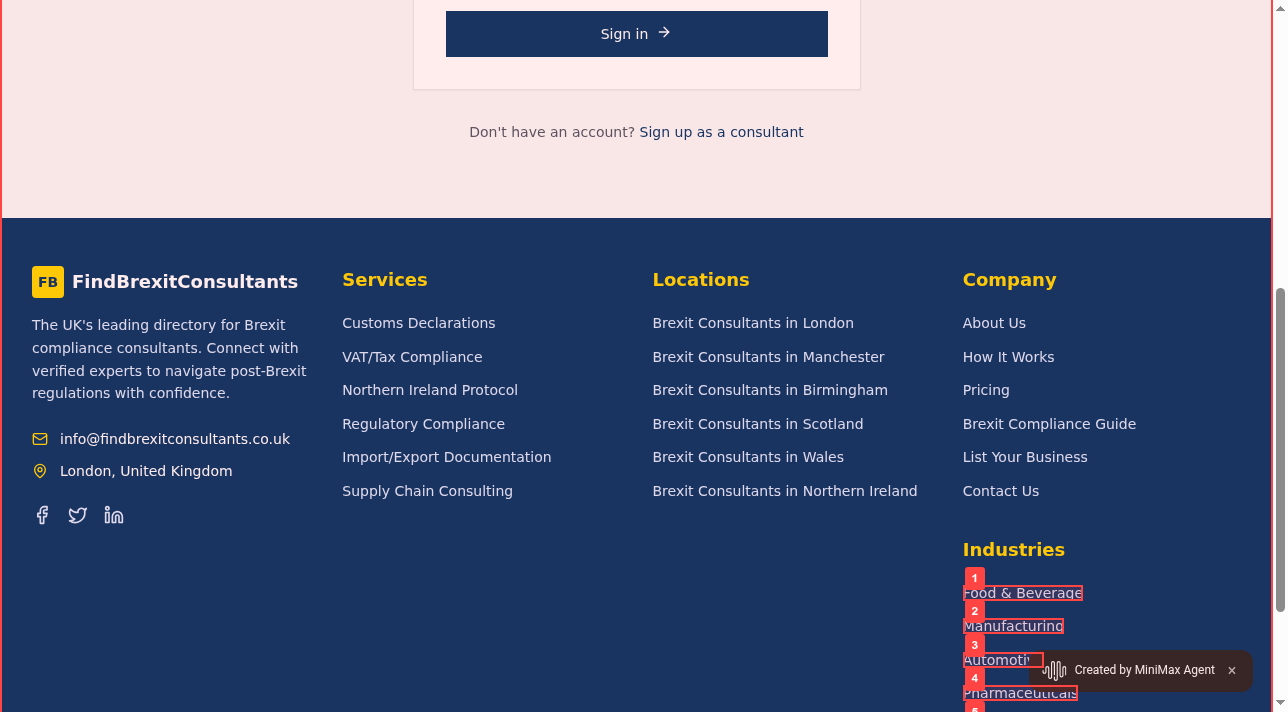 Sign in
Don't have an account? Sign up as a consultant
FB FindBrexitConsultants
The UK's leading directory for Brexit
compliance consultants. Connect with
verified experts to navigate post-Brexit
regulations with confidence.
info@findbrexitconsultants.co.uk
London, United Kingdom
Services
Customs Declarations
VAT/Tax Compliance
Northern Ireland Protocol
Regulatory Compliance
Import/Export Documentation
Supply Chain Consulting
Locations
Brexit Consultants in London
Brexit Consultants in Manchester
Brexit Consultants in Birmingham
Brexit Consultants in Scotland
Brexit Consultants in Wales
Brexit Consultants in Northern Ireland
Company
About Us
How It Works
Pricing
Brexit Compliance Guide
List Your Business
Contact Us
Industries
1
Food & Beverage
2
Manufacturing
3
4
Pharmaceuticals
Created by MiniMax Agent ×